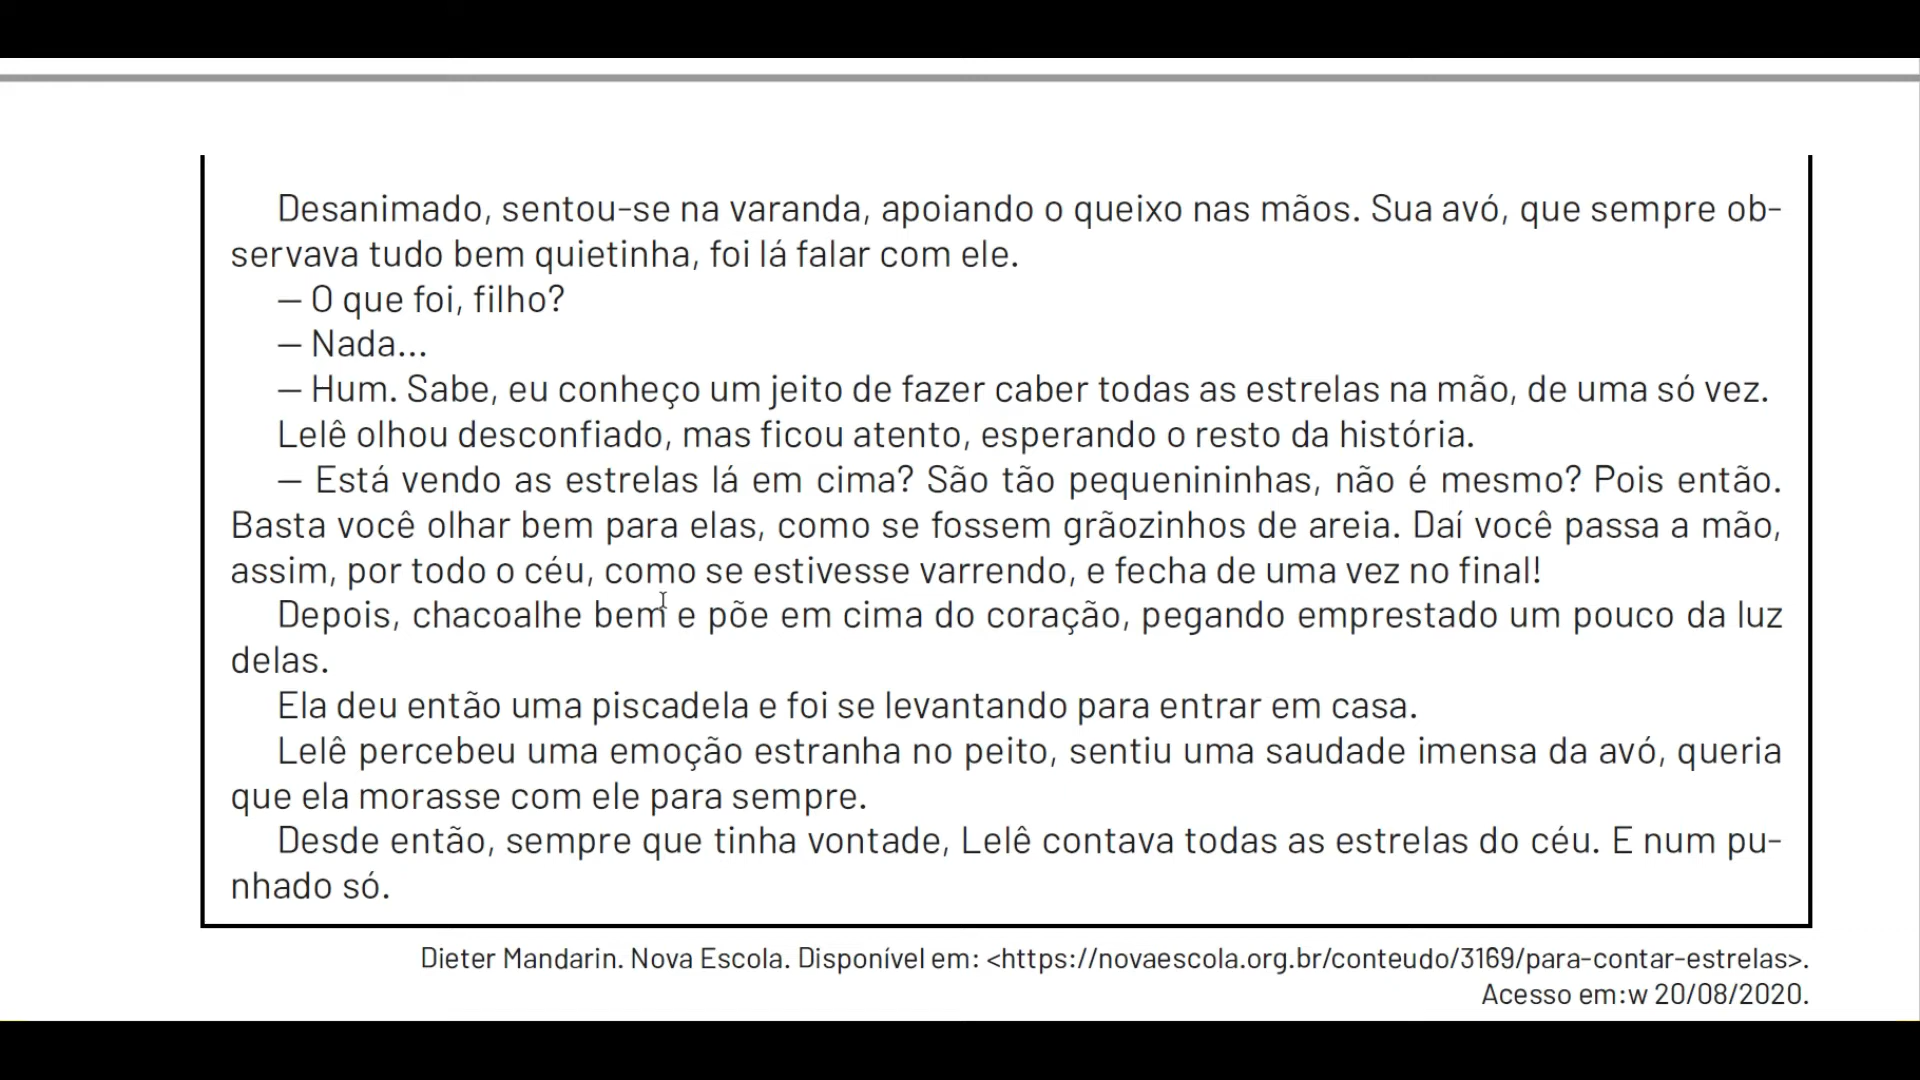 Desanimado, sentou-se na varanda, apoiando o queixo nas mãos. Sua avó, que sempre ob-
servava tudo bem quietinha, foi lá falar com ele.
— O que foi, filho?
— Nada...
— Hum. Sabe, eu conheço um jeito de fazer caber todas as estrelas na mão, de uma só vez.
Lelê olhou desconfiado, mas ficou atento, esperando o resto da história.
— Está vendo as estrelas lá em cima? São tão pequenininhas, não é mesmo? Pois então.
Basta você olhar bem para elas, como se fossem grãozinhos de areia. Daí você passa a mão,
assim, por todo o céu, como se estivesse varrendo, e fecha de uma vez no final!
Depois, chacoalhe bem e põe em cima do coração, pegando emprestado um pouco da luz
delas.
Ela deu então uma piscadela e foi se levantando para entrar em casa.
Lelê percebeu uma emoção estranha no peito, sentiu uma saudade imensa da avó, queria
que ela morasse com ele para sempre.
Desde então, sempre que tinha vontade, Lelê contava todas as estrelas do céu. E num pu-
nhado só.
Dieter Mandarin. Nova Escola. Disponível em: <https://novaescola.org.br/conteudo/3169/para-contar-estrelas>.
Acesso em:w 20/08/2020.